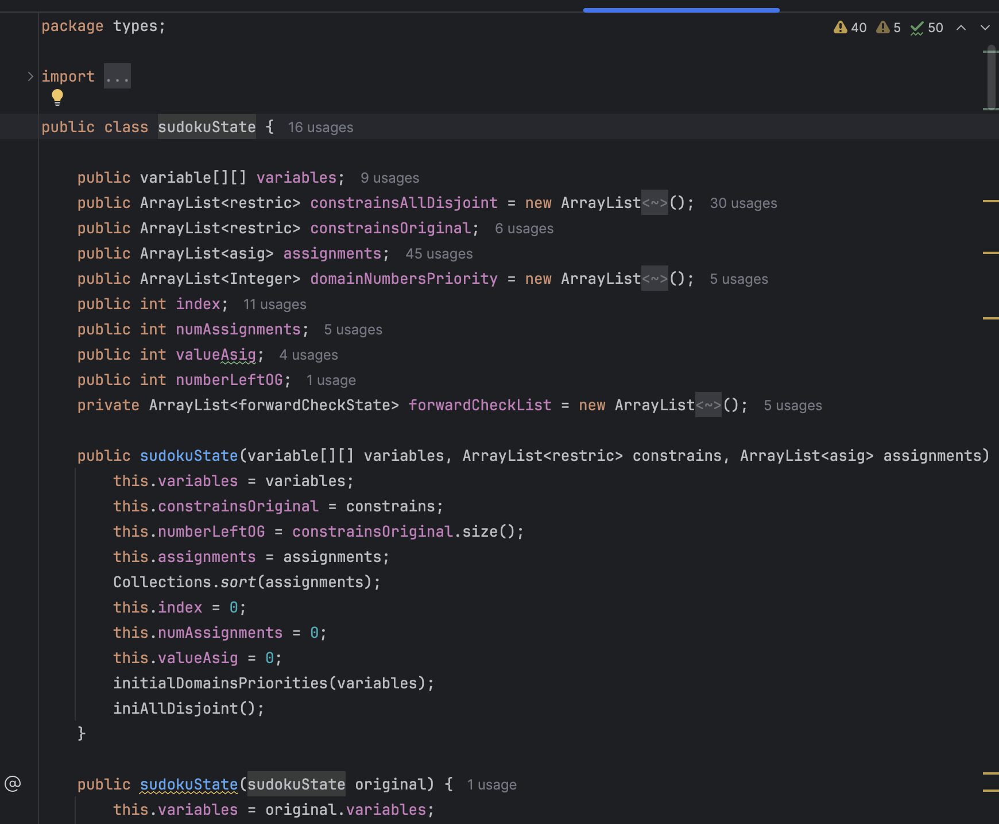 package types;
40 5 50
import ...
public class sudokuState { 16 usages
public variable[][] variables; 9 usages
public ArrayList<restric> constrainsAllDisjoint = new ArrayList<~>(); 30 usages
public ArrayList<restric> constrainsOriginal; 6 usages
public ArrayList<asig> assignments; 45 usages
public ArrayList<Integer> domainNumbersPriority = new ArrayList<~>(); 5 usages
public int index; 11 usages
public int numAssignments; 5 usages
public int valueAsig; 4 usages
public int numberLeftOG; 1 usage
private ArrayList<forwardCheckState> forwardCheckList = new ArrayList<~>(); 5 usages
public sudokuState(variable[][] variables, ArrayList<restric> constrains, ArrayList<asig> assignments)
this.variables = variables;
this.constrainsOriginal = constrains;
this.numberLeftOG = constrainsOriginal.size();
this.assignments = assignments;
Collections.sort(assignments);
this.index = 0;
this.numAssignments = 0;
this.valueAsig = 0;
initialDomainsPriorities(variables);
iniAllDisjoint();
}
@ public sudokuState(sudokuState original) { 1 usage
this.variables = original.variables;